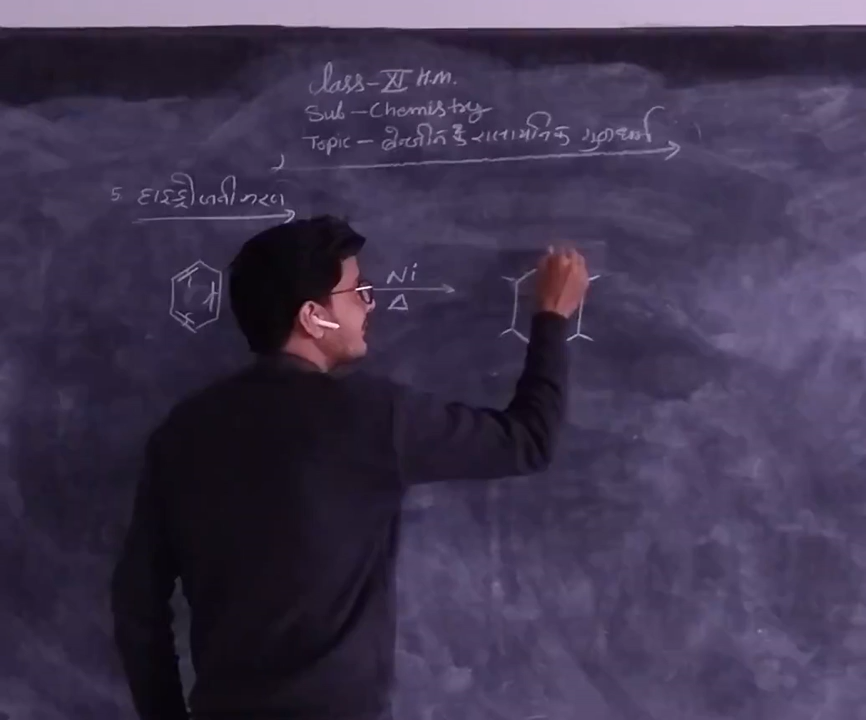 Class - XI H.M.
Sub - Chemistry
Topic - बेन्जीन के रासायनिक गुणधर्म
5. हाइड्रोजनीकरण
Ni
Δ